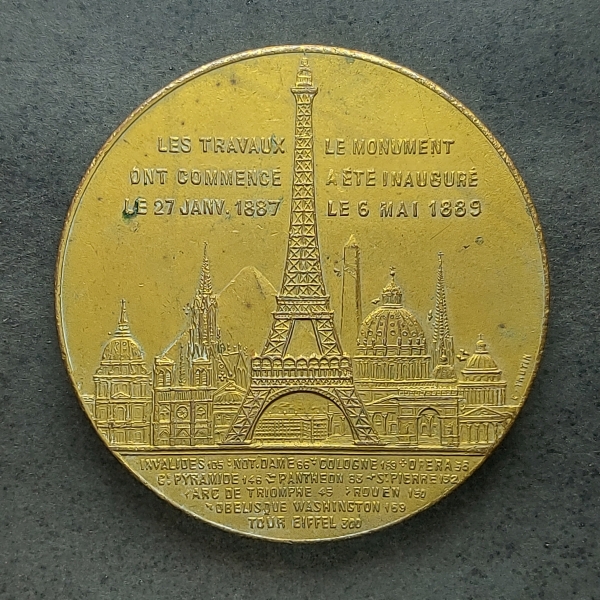 LES TRAVAUX
ONT COMMENCÉ
LE 27 JANV. 1887
LE MONUMENT
A ÉTÉ INAUGURÉ
LE 6 MAI 1889
INVALIDES 105 * NOT. DAME 66 * COLOGNE 159 * OPERA 56
Gde PYRAMIDE 146 * PANTHEON 83 * ST PIERRE 132
* ARC DE TRIOMPHE 45 * ROUEN 150
* OBELISQUE WASHINGTON 169
TOUR EIFFEL 300